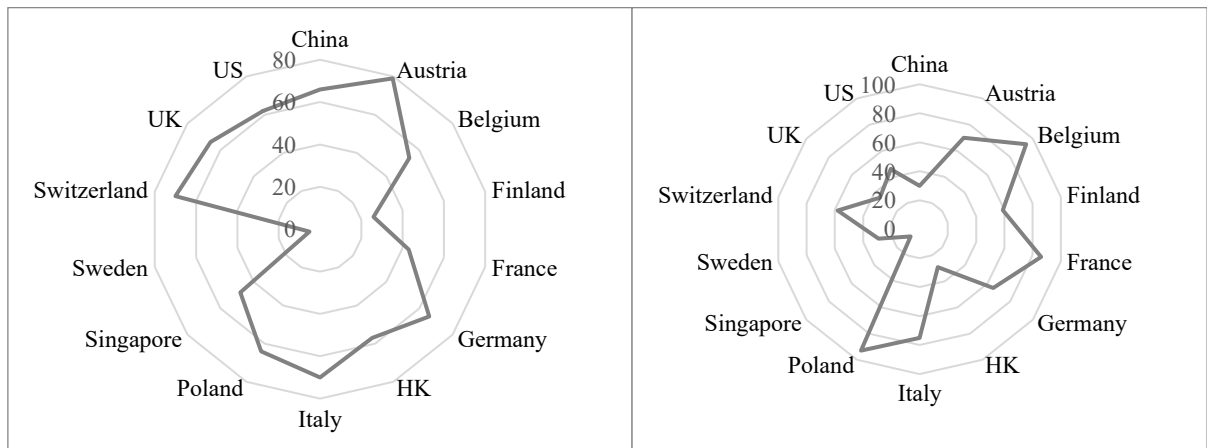 China
80
US
Austria
60
UK
Belgium
40
20
Switzerland
Finland
0
Sweden
France
Singapore
Germany
Poland
HK
Italy
China
100
US
Austria
80
UK
Belgium
60
40
Switzerland
Finland
20
0
Sweden
France
Singapore
Germany
Poland
HK
Italy